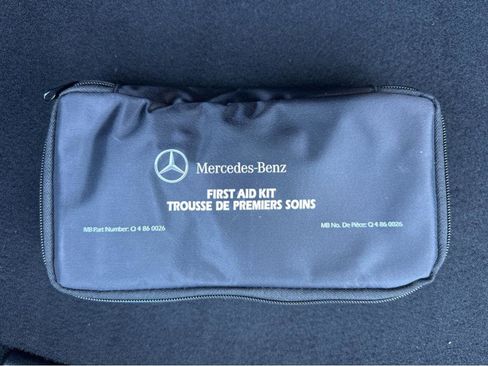 Mercedes-Benz
FIRST AID KIT
TROUSSE DE PREMIERS SOINS
MB Part Number: Q 4 86 0026
MB No. De Pièce: Q 4 86 0026